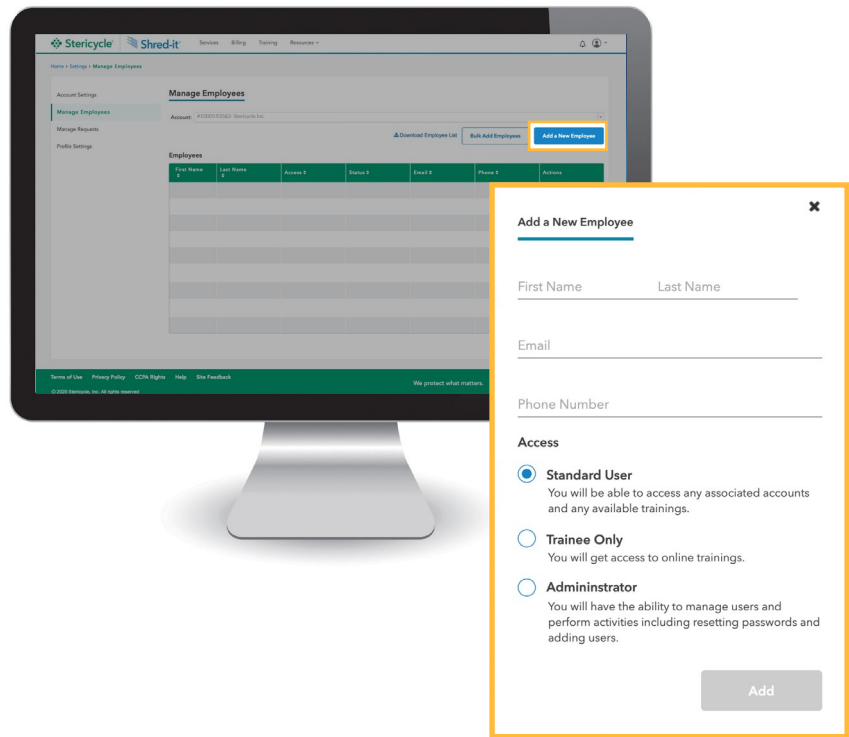 Stericycle Shred-it Services Billing Training Resources
Home > Settings > Manage Employees
Account Settings
Manage Employees
Manage Requests
Profile Settings
Manage Employees
Account: Stericycle Inc.
Download Employee List Bulk Add Employees Add a New Employee
Employees
First Name Last Name Access Status Email Phone Actions
Terms of Use Privacy Policy CCPA Rights Help Site Feedback
We protect what matters.
© 2020 Stericycle, Inc. All rights reserved
Add a New Employee
First Name Last Name
Email
Phone Number
Access
Standard User
You will be able to access any associated accounts
and any available trainings.
Trainee Only
You will get access to online trainings.
Admininstrator
You will have the ability to manage users and
perform activities including resetting passwords and
adding users.
Add